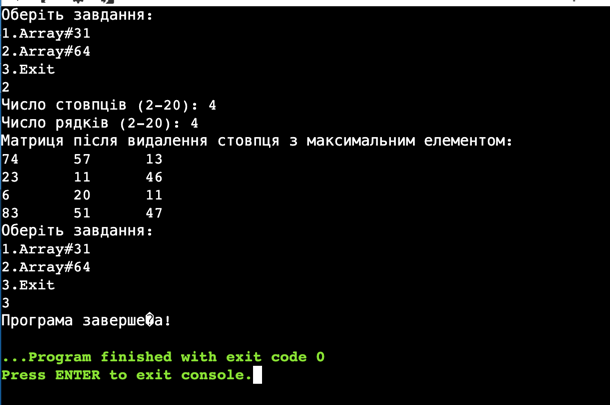 Оберіть завдання:
1.Array#31
2.Array#64
3.Exit
2
Число стовпців (2-20): 4
Число рядків (2-20): 4
Матриця після видалення стовпця з максимальним елементом:
74 57 13
23 11 46
6 20 11
83 51 47
Оберіть завдання:
1.Array#31
2.Array#64
3.Exit
3
Програма заверше�а!
...Program finished with exit code 0
Press ENTER to exit console.